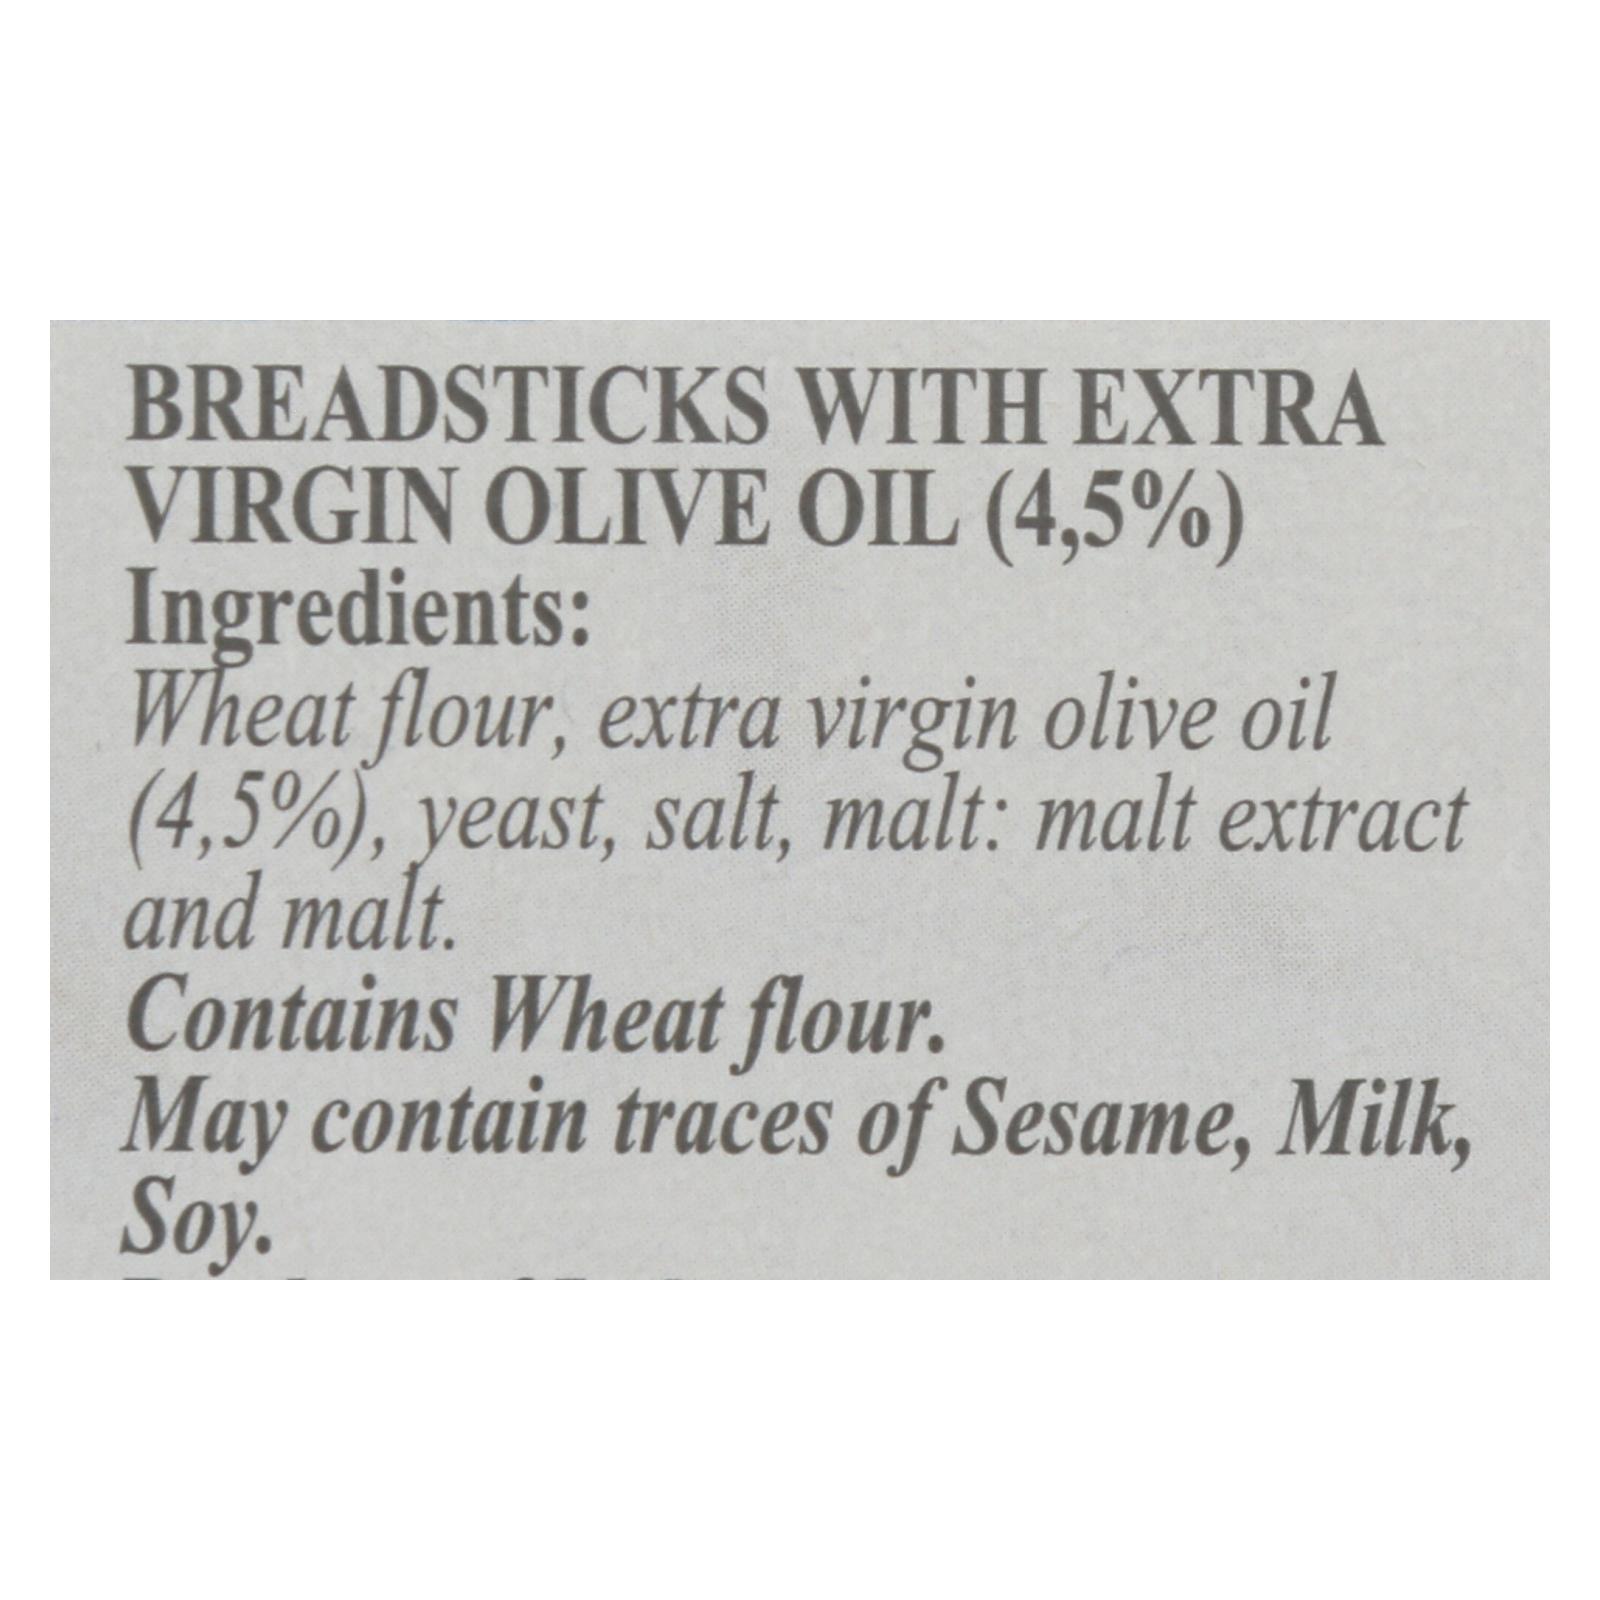 BREADSTICKS WITH EXTRA
VIRGIN OLIVE OIL (4,5%)
Ingredients:
Wheat flour, extra virgin olive oil
(4,5%), yeast, salt, malt: malt extract
and malt.
Contains Wheat flour.
May contain traces of Sesame, Milk,
Soy.